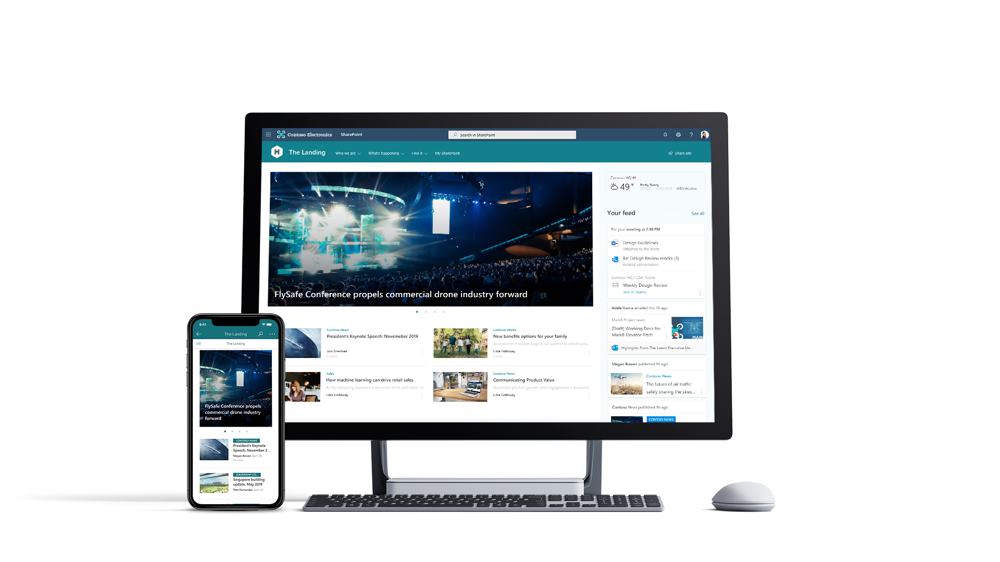 Contoso Electronics
SharePoint
Search in SharePoint
?
H
The Landing
Who we are
What's happening
Find it
My SharePoint
Share site
FlySafe Conference propels commercial drone industry forward
Contoso News
President's Keynote Speech: Novemeber 2019
Joni Sherman
2 views
Contoso Works
New benefits options for your family
As enrollment season begins, we wanted to inform you...
Lidia Holloway
1 view
Sales
How machine learning can drive retail sales
As the shopping experience becomes more and more int..
Lidia Holloway
Contoso News
Communicating Product Value
Successful product growth and engagement is fundame...
Lidia Holloway
Contoso HQ
49 °F
Partly Sunny
MSN Weather
Your feed
See all
For your meeting at 2.00 PM
Design Guidelines
Attached to the invite
Re: Design Review mocks (3)
Related conversation
Contoso HQ / C34; Teams
Weekly Design Review
Join in Teams
Adele Vance emailed this 1h ago
Mark8 Project team
[Draft] Working Deck for
Mark8 Elevator Pitch
Highlights From The Latest Executive Me...
Megan Bowen published 3h ago
Contoso News
The future of air traffic:
safely sharing the skies...
Contoso News published 3h ago
CONTSO NEWS
9:41
The Landing
The Landing
FlySafe Conference propels
commercial drone industry
forward
CONTOSO NEWS
President's Keynote
Speech: November 2...
Megan Bowen April 26
23 views
LEADERSHIP CO...
Singapore building
update, May 2019
Patti Fernandez April 29